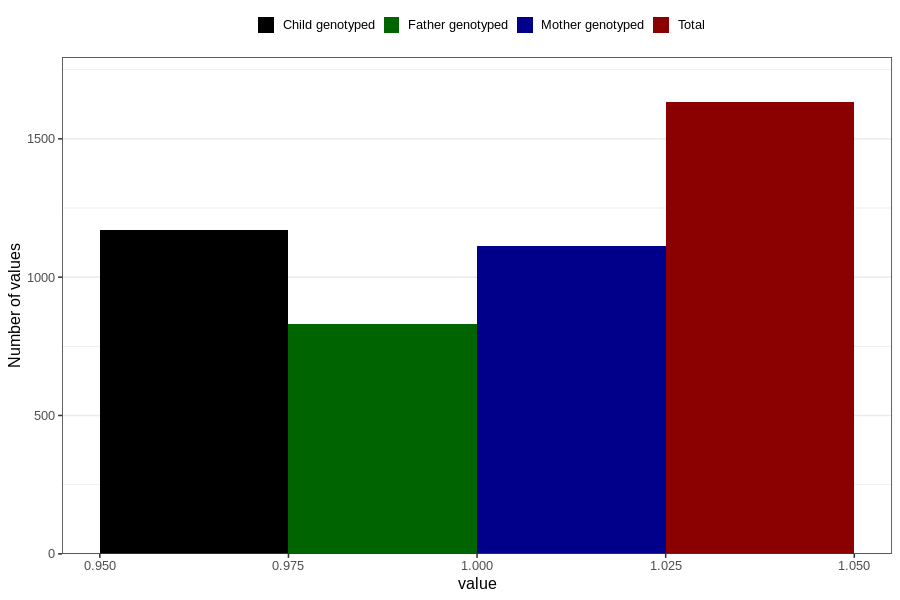 Child genotyped Father genotyped Mother genotyped Total
1500
1000
500
0
Number of values
0.950 0.975 1.000 1.025 1.050
value